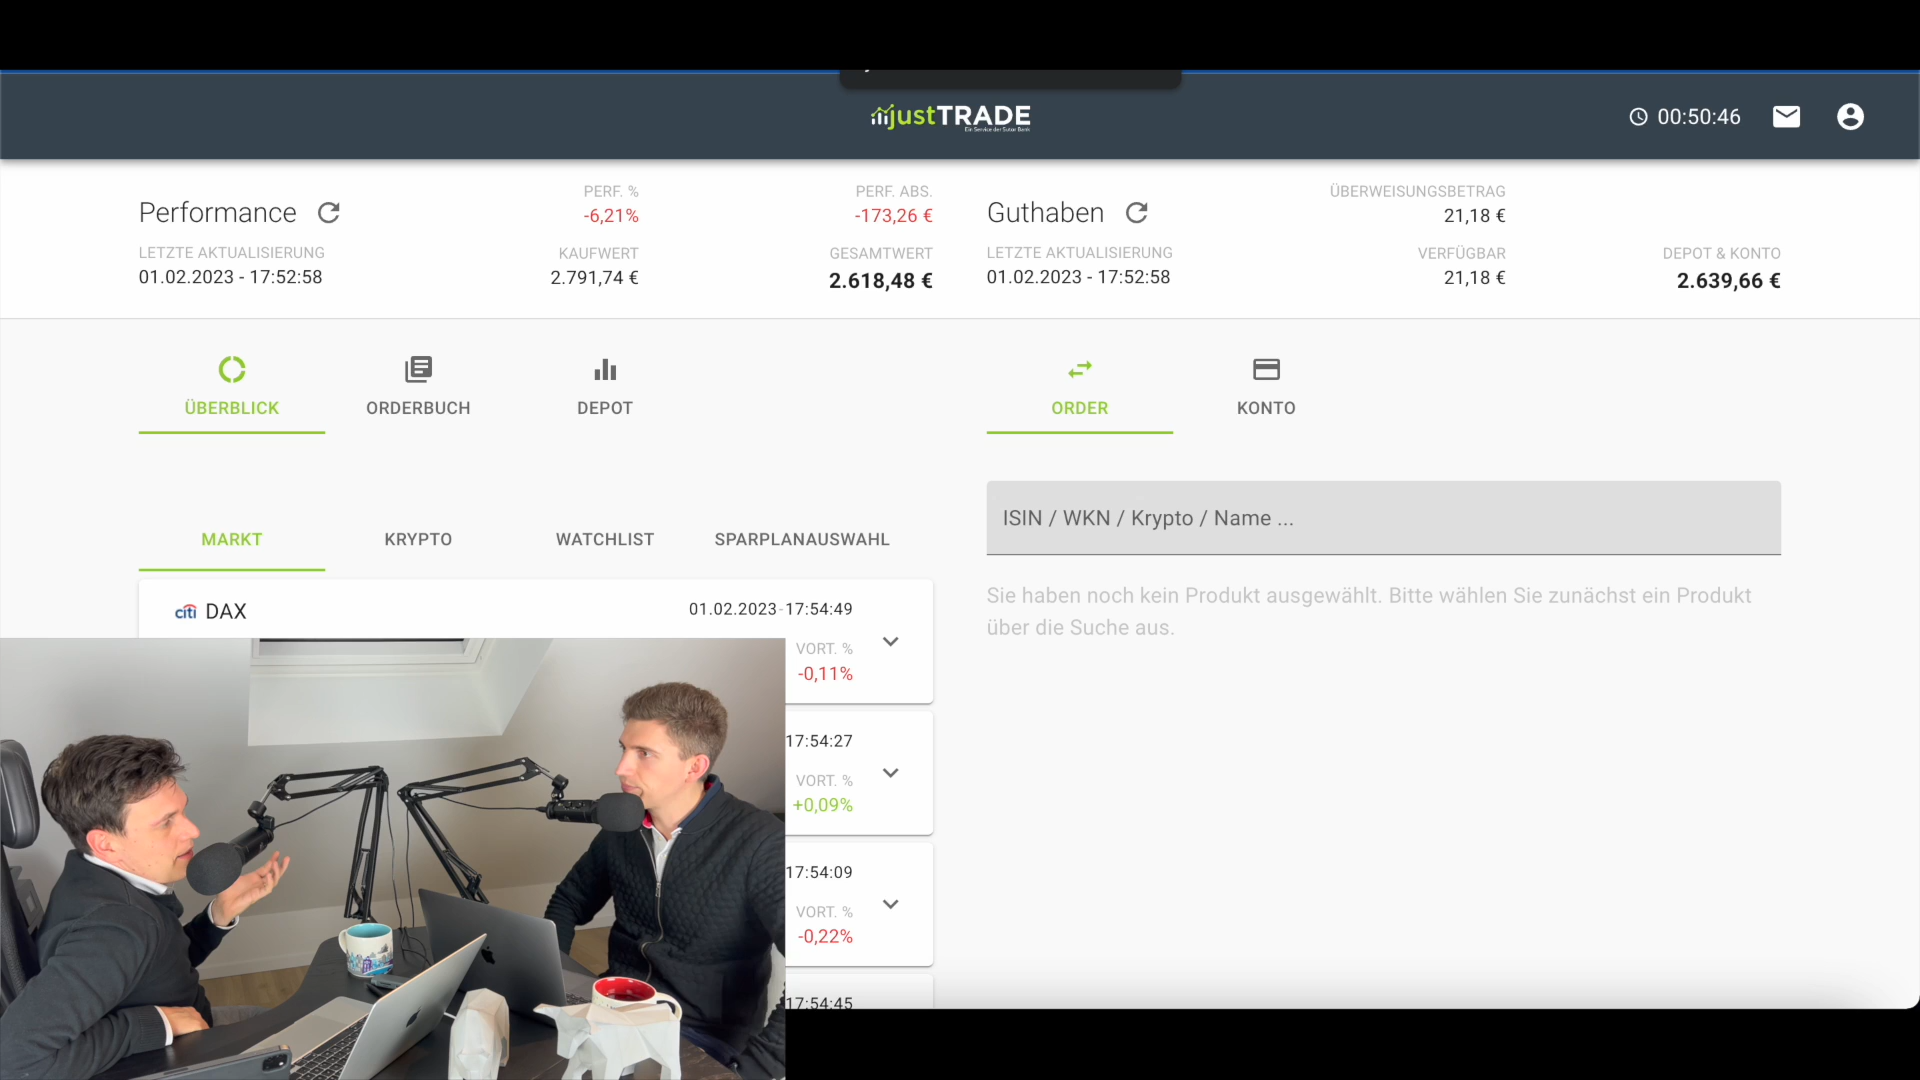 justTRADE
Ein Service der Sutor Bank
00:50:46
Performance
PERF. %
-6,21%
PERF. ABS.
-173,26 €
LETZTE AKTUALISIERUNG
01.02.2023 - 17:52:58
KAUFWERT
2.791,74 €
GESAMTWERT
2.618,48 €
Guthaben
ÜBERWEISUNGSBETRAG
21,18 €
LETZTE AKTUALISIERUNG
01.02.2023 - 17:52:58
VERFÜGBAR
21,18 €
DEPOT & KONTO
2.639,66 €
ÜBERBLICK
ORDERBUCH
DEPOT
ORDER
KONTO
MARKT
KRYPTO
WATCHLIST
SPARPLANAUSWAHL
ISIN / WKN / Krypto / Name ...
Sie haben noch kein Produkt ausgewählt. Bitte wählen Sie zunächst ein Produkt
über die Suche aus.
citi DAX
01.02.2023-17:54:49
VORT. %
-0,11%
17:54:27
VORT. %
+0,09%
17:54:09
VORT. %
-0,22%
17:54:45